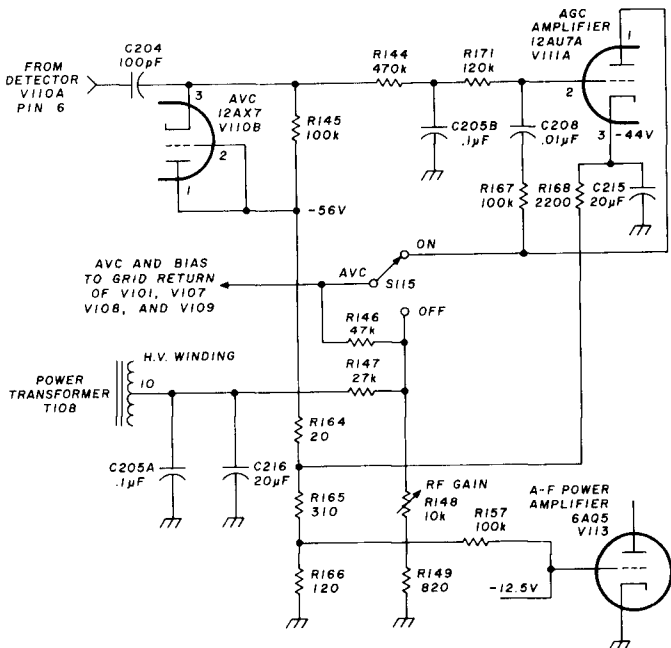 C204
100pF
FROM
DETECTOR
V110A
PIN 6
3
AVC
12AX7
V110B
2
1
R145
100k
R144
470k
R171
120k
AGC
AMPLIFIER
12AU7A
V111A
1
2
3
-44V
C205B
.1µF
C208
.01µF
R167
100k
R168
2200
C215
20µF
-56V
AVC AND BIAS
TO GRID RETURN
OF V101, V107
V108, AND V109
AVC
ON
S115
OFF
R146
47k
R147
27k
H.V. WINDING
POWER
TRANSFORMER
T108
10
C205A
.1µF
C216
20µF
R164
20
R165
310
R166
120
RF GAIN
R148
10k
R149
820
R157
100k
-12.5V
A-F POWER
AMPLIFIER
6AQ5
V113